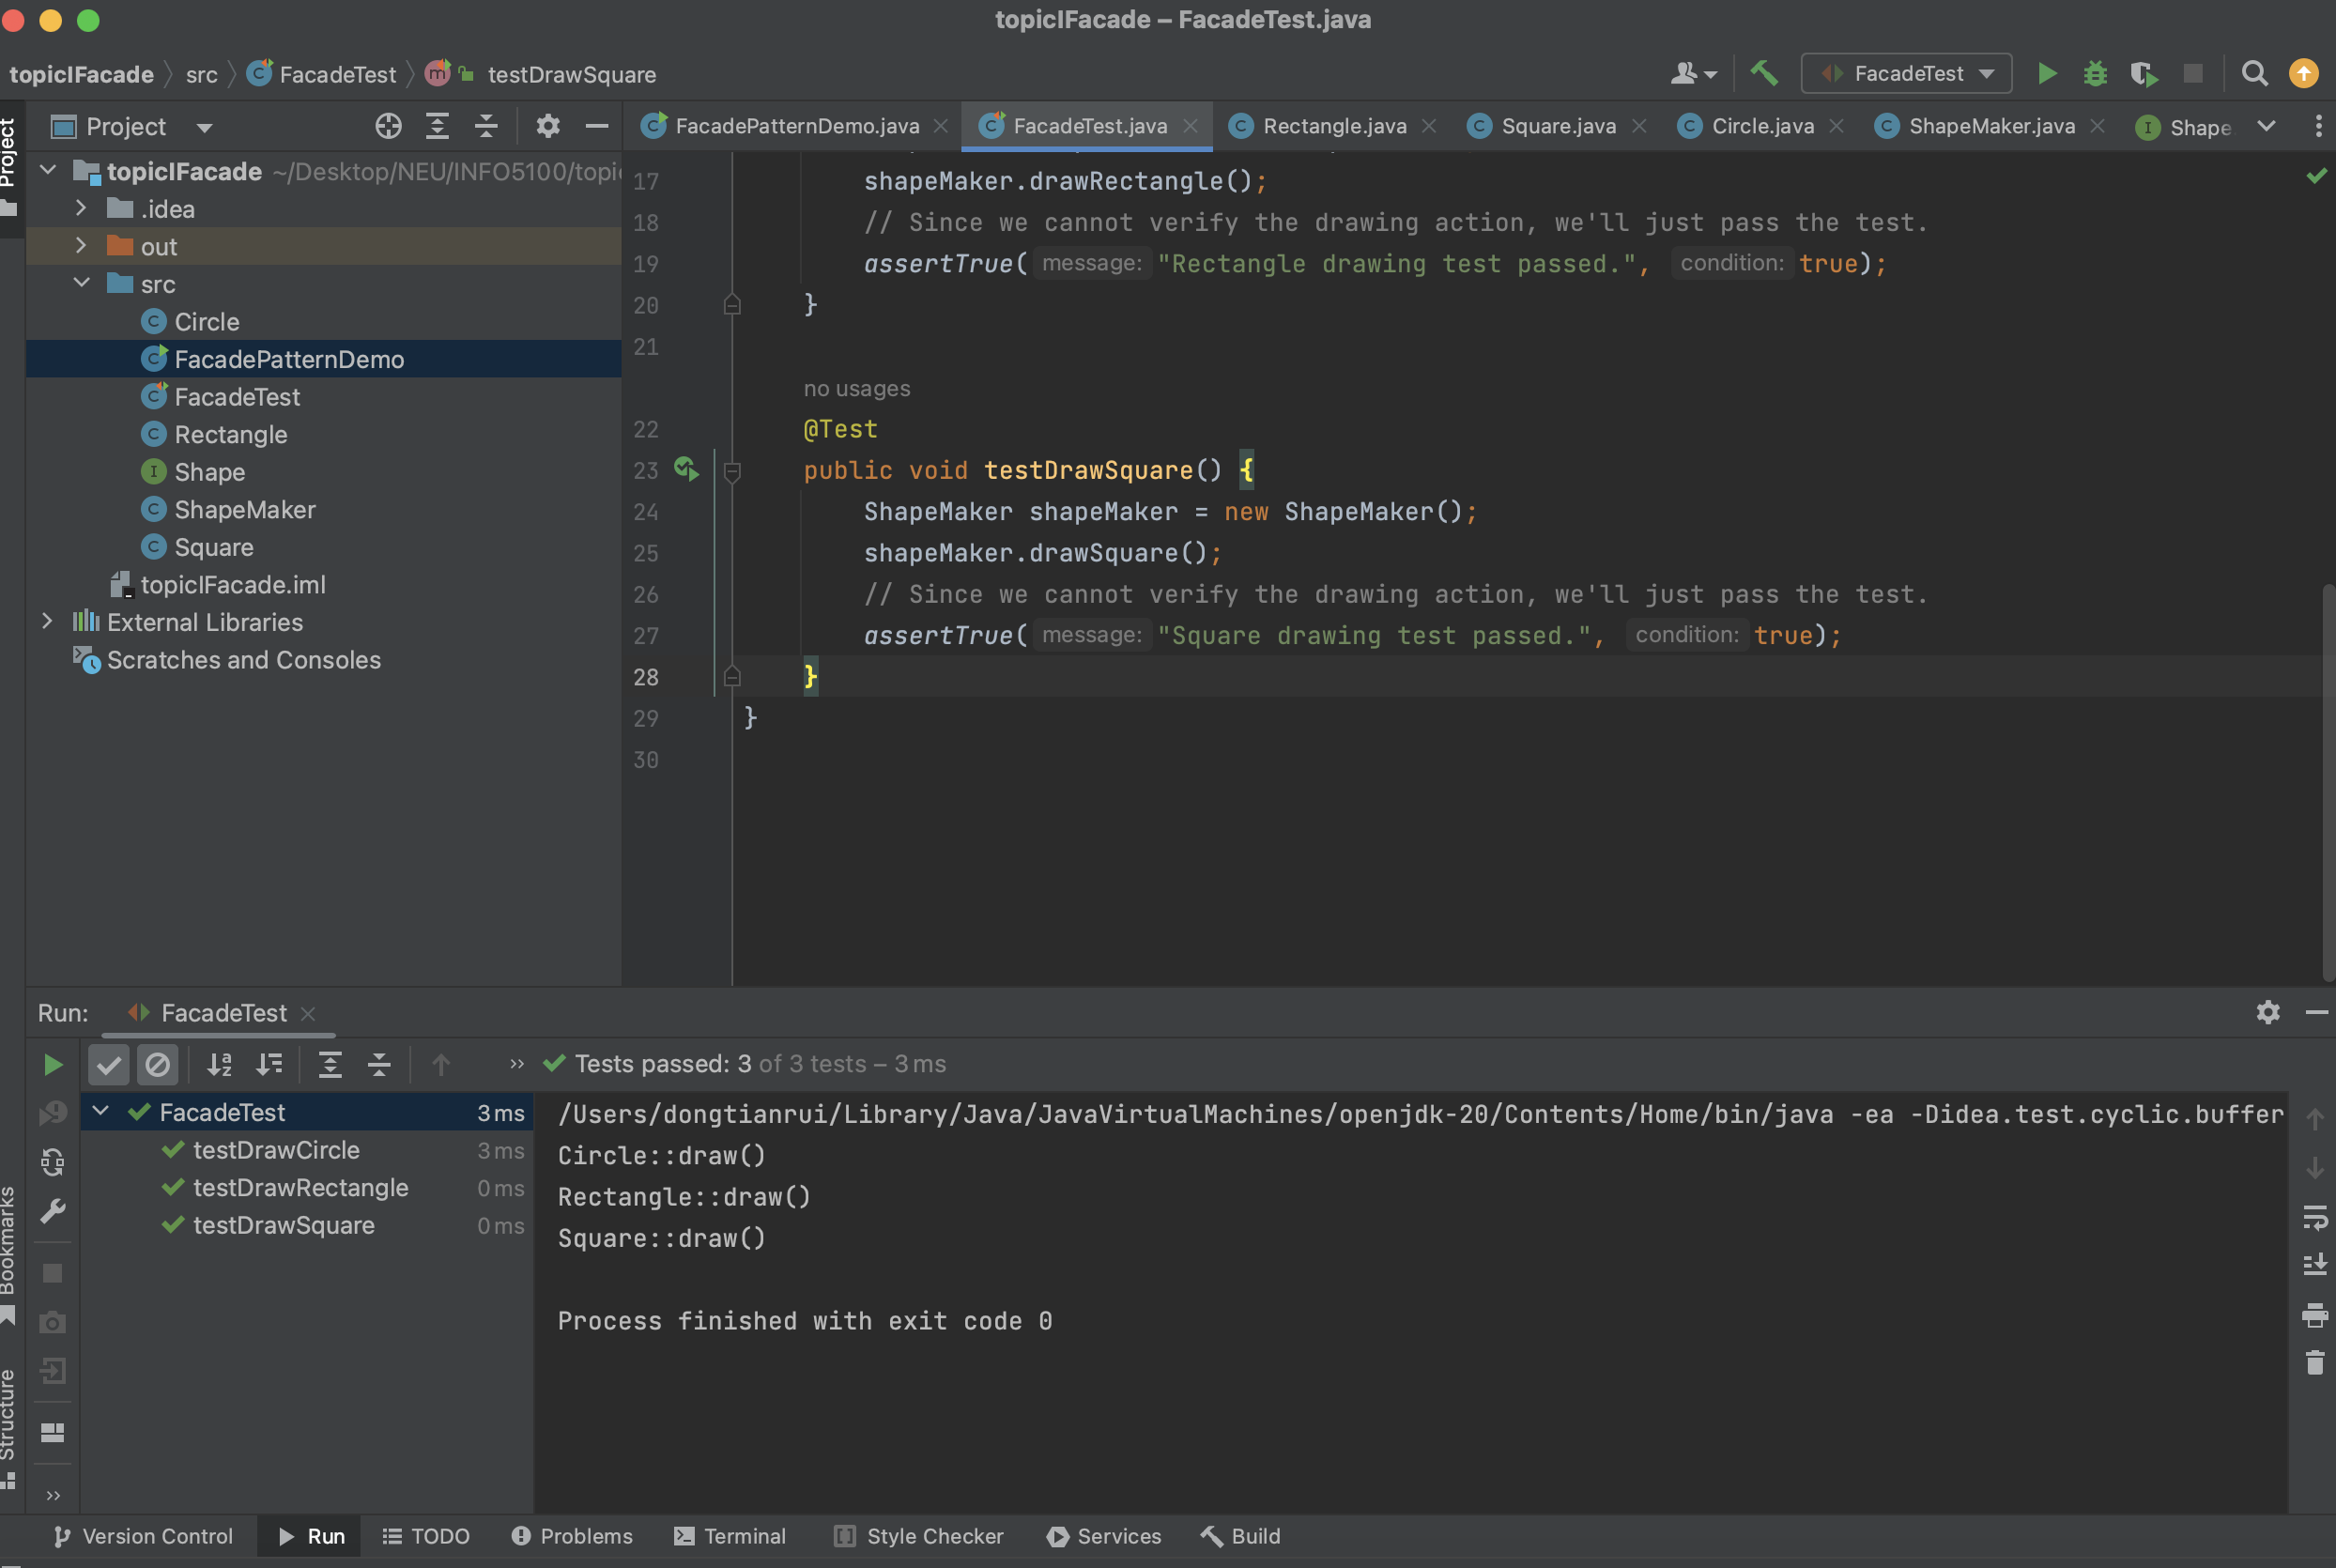 topicIFacade – FacadeTest.java
topicIFacade src FacadeTest testDrawSquare
FacadeTest
Project
FacadePatternDemo.java FacadeTest.java Rectangle.java Square.java Circle.java ShapeMaker.java Shape
Project
topicIFacade ~/Desktop/NEU/INFO5100/topi
.idea
out
src
Circle
FacadePatternDemo
FacadeTest
Rectangle
Shape
ShapeMaker
Square
topicIFacade.iml
External Libraries
Scratches and Consoles
17 shapeMaker.drawRectangle();
18 // Since we cannot verify the drawing action, we'll just pass the test.
19 assertTrue( message: "Rectangle drawing test passed.", condition: true);
20 }
21
no usages
22 @Test
23 public void testDrawSquare() {
24 ShapeMaker shapeMaker = new ShapeMaker();
25 shapeMaker.drawSquare();
26 // Since we cannot verify the drawing action, we'll just pass the test.
27 assertTrue( message: "Square drawing test passed.", condition: true);
28 }
29 }
30
Run: FacadeTest
Tests passed: 3 of 3 tests – 3 ms
FacadeTest 3 ms
testDrawCircle 3 ms
testDrawRectangle 0 ms
testDrawSquare 0 ms
/Users/dongtianrui/Library/Java/JavaVirtualMachines/openjdk-20/Contents/Home/bin/java -ea -Didea.test.cyclic.buffer
Circle::draw()
Rectangle::draw()
Square::draw()
Process finished with exit code 0
Bookmarks
Structure
Version Control Run TODO Problems Terminal Style Checker Services Build